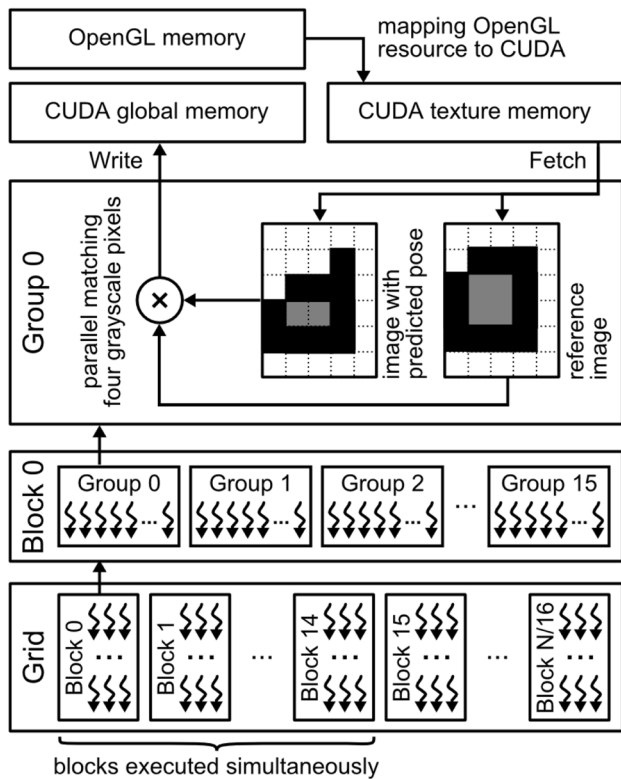 OpenGL memory
mapping OpenGL
resource to CUDA
CUDA global memory
CUDA texture memory
Write
Fetch
Group 0
parallel matching
four grayscale pixels
image with
predicted pose
reference
image
Block 0
Group 0
Group 1
Group 2
Group 15
...
...
...
...
...
Grid
Block 0
Block 1
Block 14
Block 15
Block N/16
...
...
...
...
...
...
...
blocks executed simultaneously